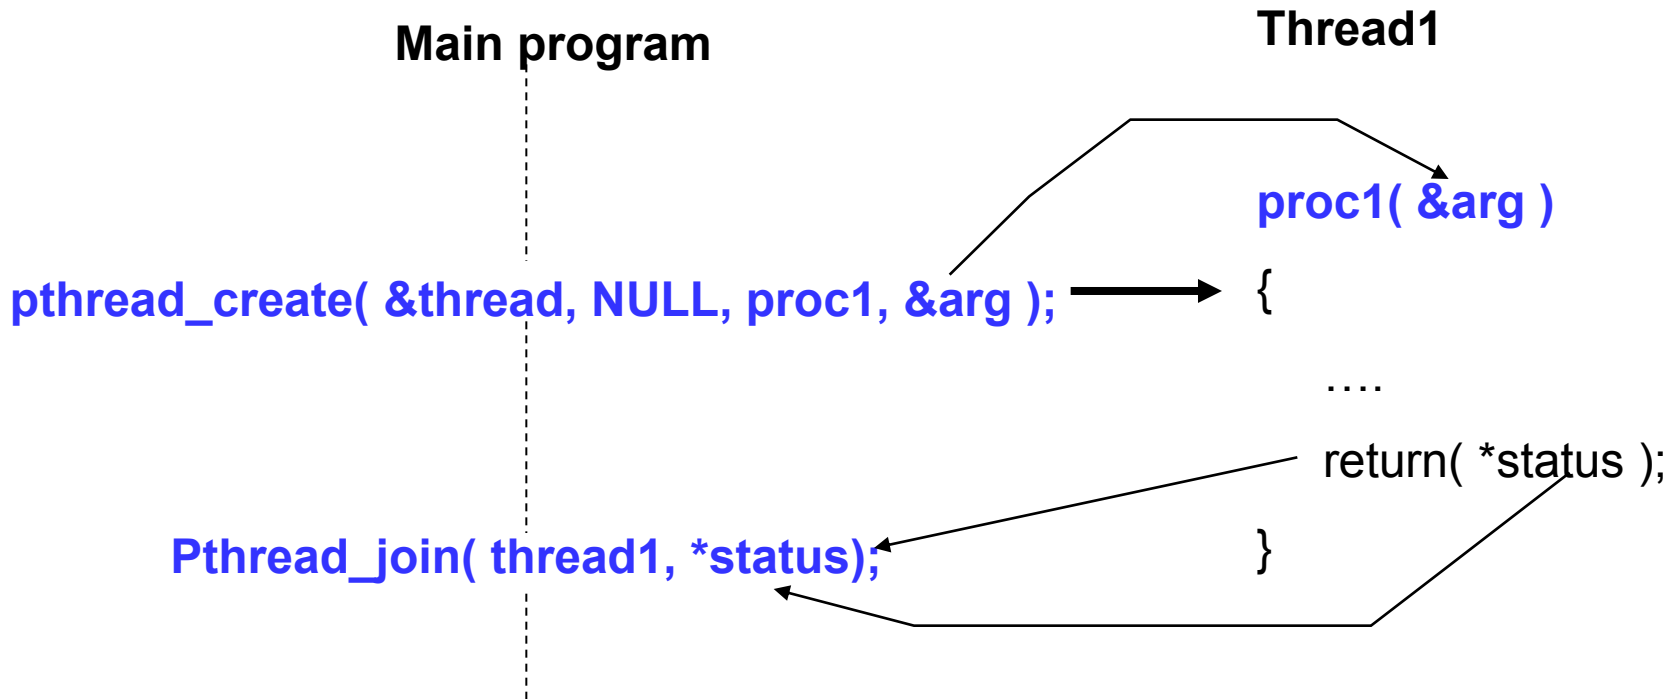 Main program
Thread1
proc1( &arg )
pthread_create( &thread, NULL, proc1, &arg );
{
….
return( *status );
Pthread_join( thread1, *status);
}